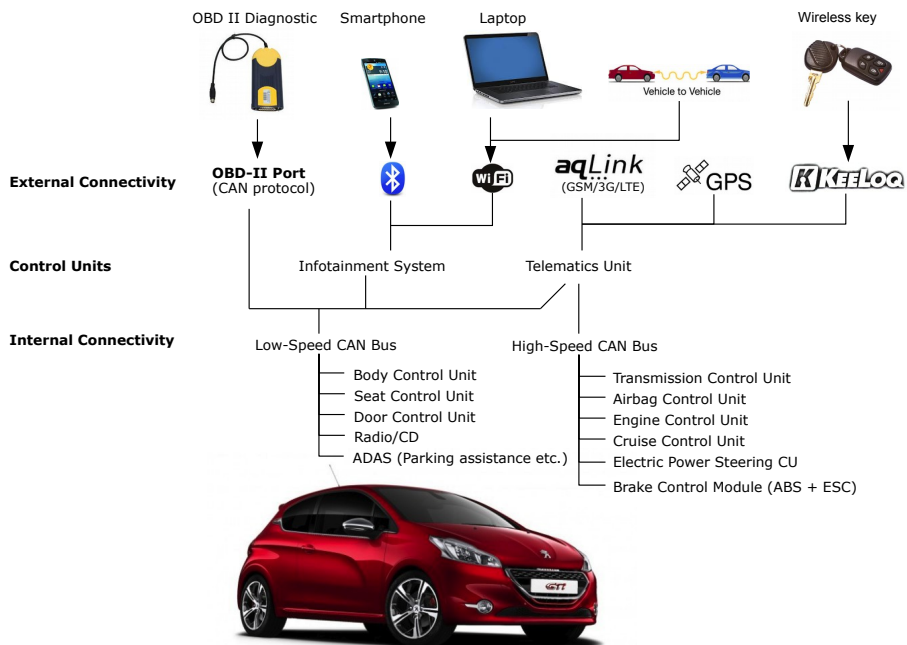 OBD II Diagnostic
Smartphone
Laptop
Wireless key
Vehicle to Vehicle
External Connectivity
OBD-II Port
(CAN protocol)
WiFi
aqLink
(GSM/3G/LTE)
GPS
KEELOQ
Control Units
Infotainment System
Telematics Unit
Internal Connectivity
Low-Speed CAN Bus
High-Speed CAN Bus
Body Control Unit
Seat Control Unit
Door Control Unit
Radio/CD
ADAS (Parking assistance etc.)
Transmission Control Unit
Airbag Control Unit
Engine Control Unit
Cruise Control Unit
Electric Power Steering CU
Brake Control Module (ABS + ESC)
GTi